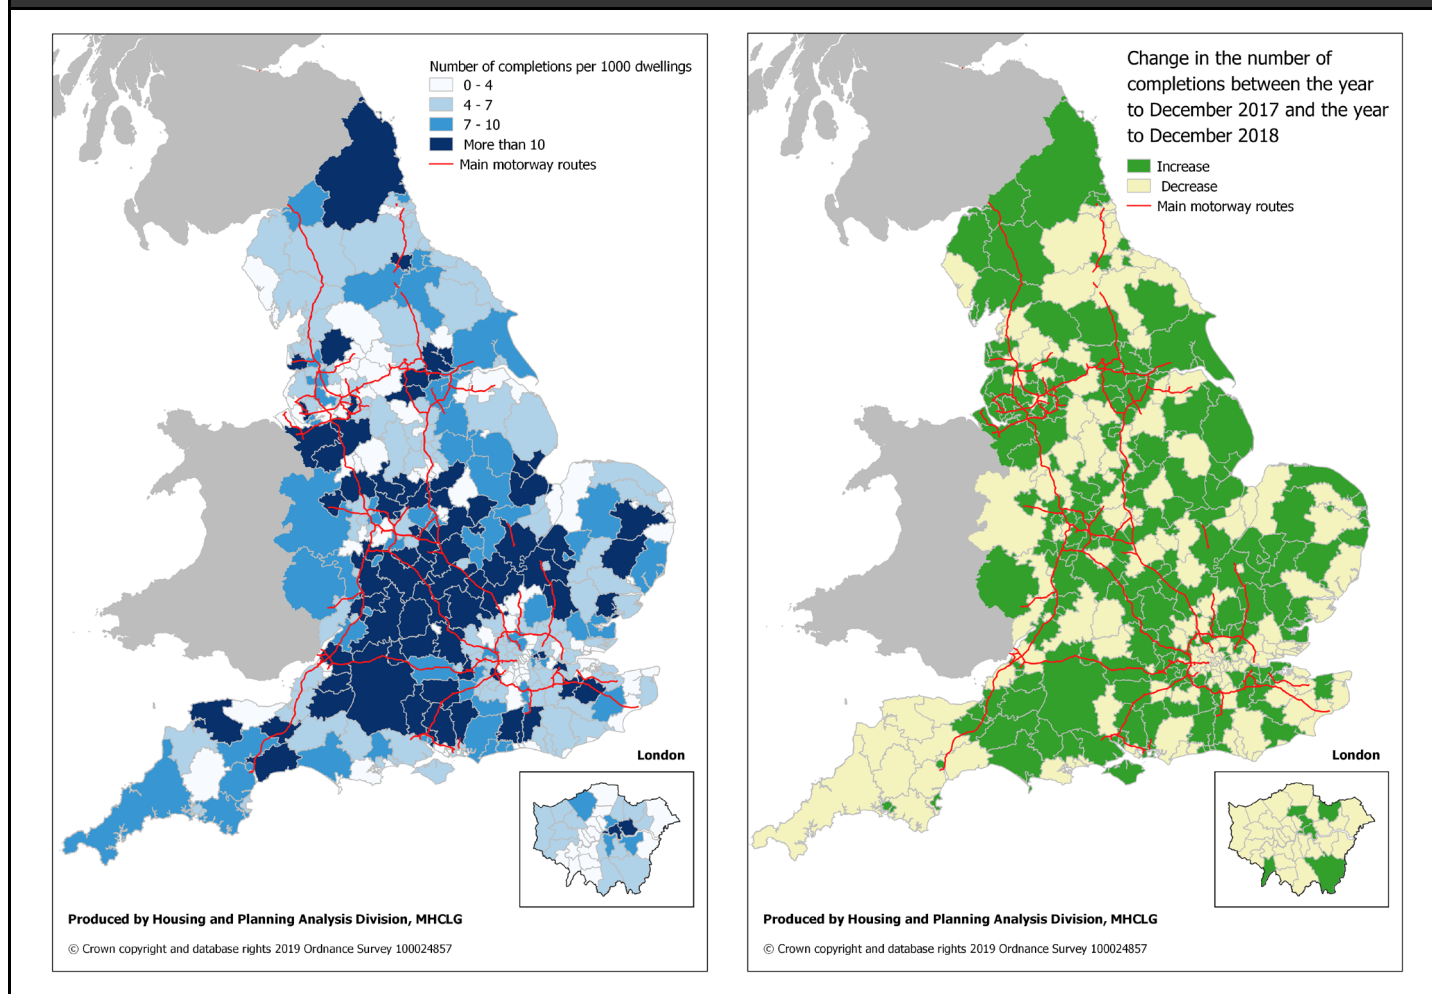 Number of completions per 1000 dwellings
0 - 4
4 - 7
7 - 10
More than 10
Main motorway routes
London
Produced by Housing and Planning Analysis Division, MHCLG
© Crown copyright and database rights 2019 Ordnance Survey 100024857
Change in the number of
completions between the year
to December 2017 and the year
to December 2018
Increase
Decrease
Main motorway routes
London
Produced by Housing and Planning Analysis Division, MHCLG
© Crown copyright and database rights 2019 Ordnance Survey 100024857